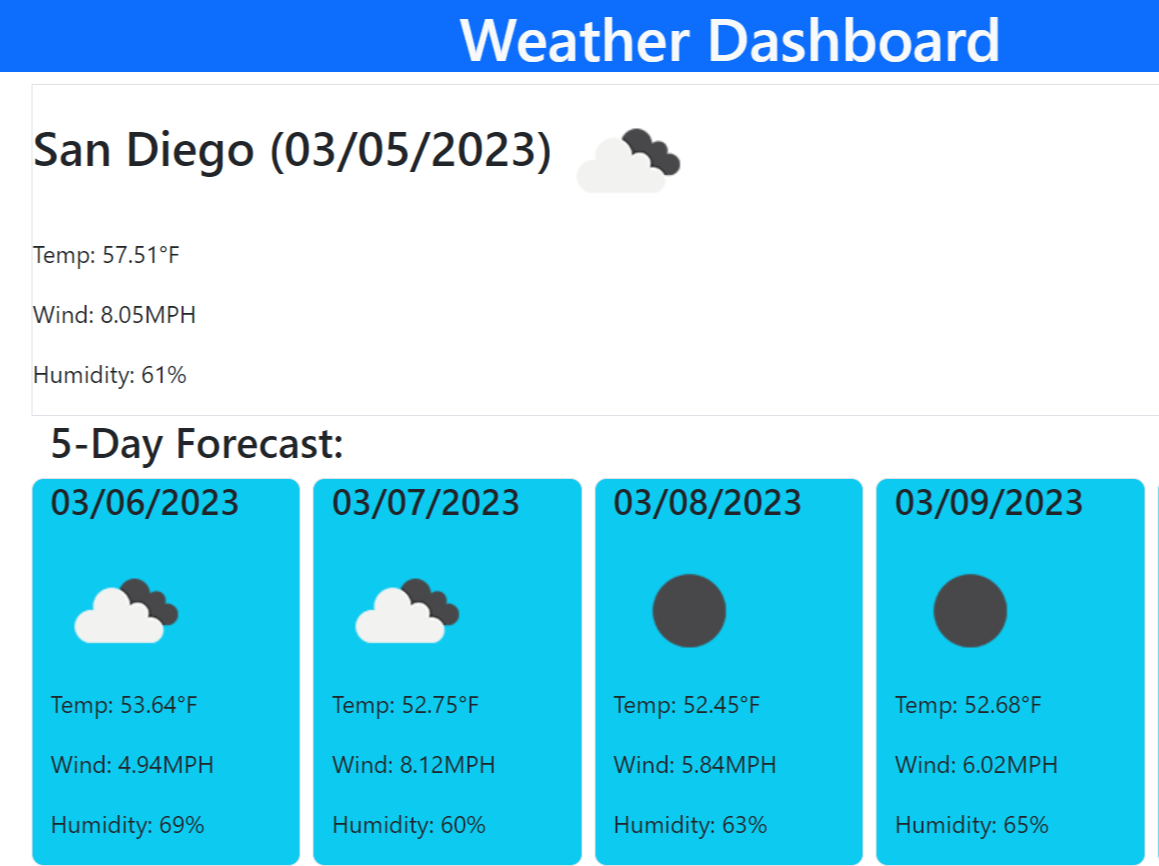 Weather Dashboard
San Diego (03/05/2023)
Temp: 57.51°F
Wind: 8.05MPH
Humidity: 61%
5-Day Forecast:
03/06/2023
Temp: 53.64°F
Wind: 4.94MPH
Humidity: 69%
03/07/2023
Temp: 52.75°F
Wind: 8.12MPH
Humidity: 60%
03/08/2023
Temp: 52.45°F
Wind: 5.84MPH
Humidity: 63%
03/09/2023
Temp: 52.68°F
Wind: 6.02MPH
Humidity: 65%